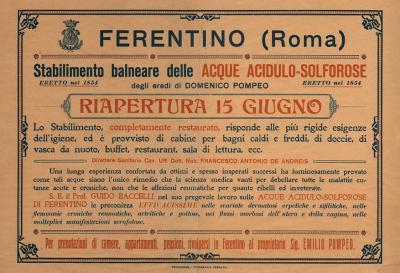 FERENTINO (Roma)
Stabilimento balneare delle ACQUE ACIDULO-SOLFOROSE
ERETTO nel 1854
degli eredi di DOMENICO POMPEO
ERETTO nel 1854
RIAPERTURA 15 GIUGNO
Lo Stabilimento, completamente restaurato, risponde alle più rigide esigenze
dell'igiene, ed è provvisto di cabine per bagni caldi e freddi, di doccie, di
vasca da nuoto, buffet, restaurant, sala di lettura, ecc.
Direttore Sanitario Cav. Uff. Dott. Not. FRANCESCO ANTONIO DE ANDREIS
Una lunga esperienza confortata da ottimi e spesso insperati successi ha luminosamente provato
come tali acque siano l'unico rimedio che la scienza medica vanti per debellare tutte le malattie cu-
tanee acute e croniche, non che le affezioni reumatiche per quanto ribelli ed inveterate.
S. E. il Prof. GUIDO BACCELLI nel suo pregevole lavoro sulle ACQUE ACIDULO-SOLFOROSE
DI FERENTINO le preconizza EFFICACISSIME nelle svariate dermatosi erpetiche e sifilitiche, nelle
flemmasie croniche reumatiche, artritiche e gottose, nei flussi morbosi dell'utero e della vagina, nelle
molteplici manifestazioni scrofolose.
Per prenotazioni di camere, appartamenti, pensioni, rivolgersi in Ferentino al proprietario Sig. EMILIO POMPEO.